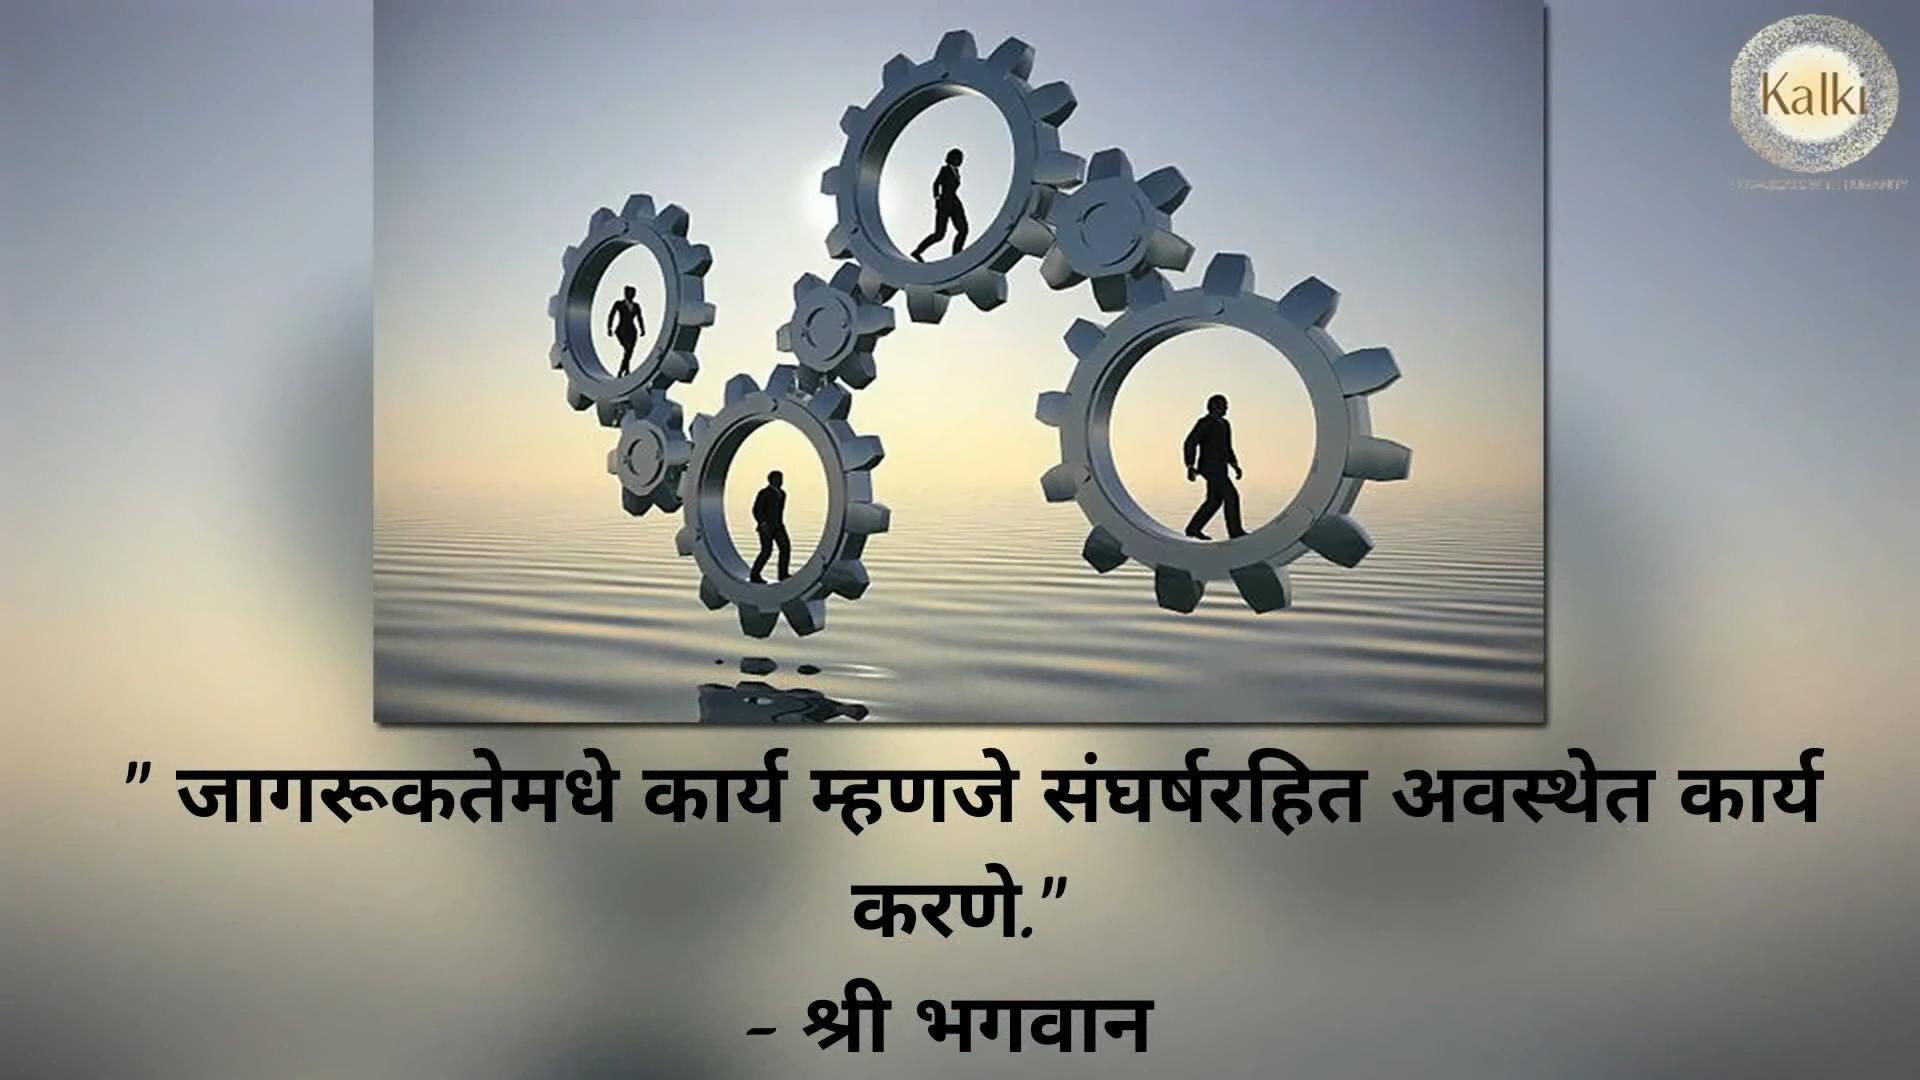 Kalki
" जागरूकतेमधे कार्य म्हणजे संघर्षरहित अवस्थेत कार्य
करणे."
- श्री भगवान